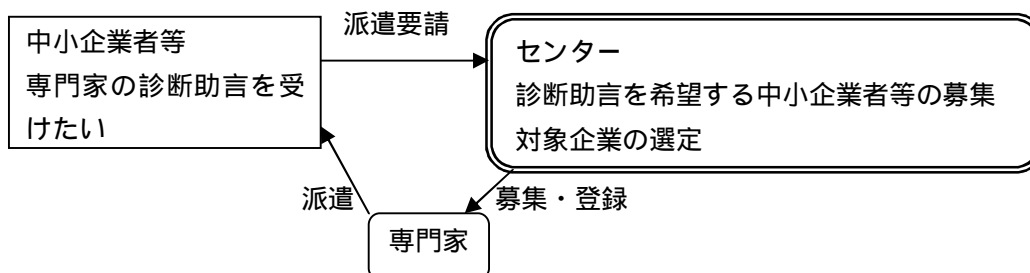 派遣要請
中小企業者等
専門家の診断助言を受
けたい
センター
診断助言を希望する中小企業者等の募集
対象企業の選定
派遣
募集・登録
専門家